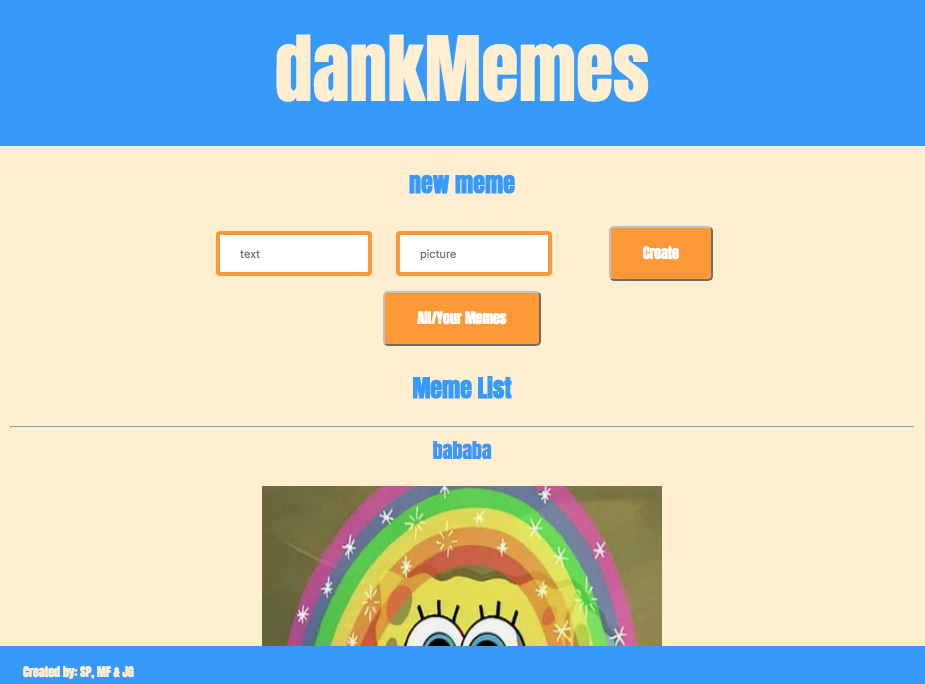 dankMemes
new meme
text
picture
Create
All/Your Memes
Meme List
bababa
Created by: SP, MF & JG